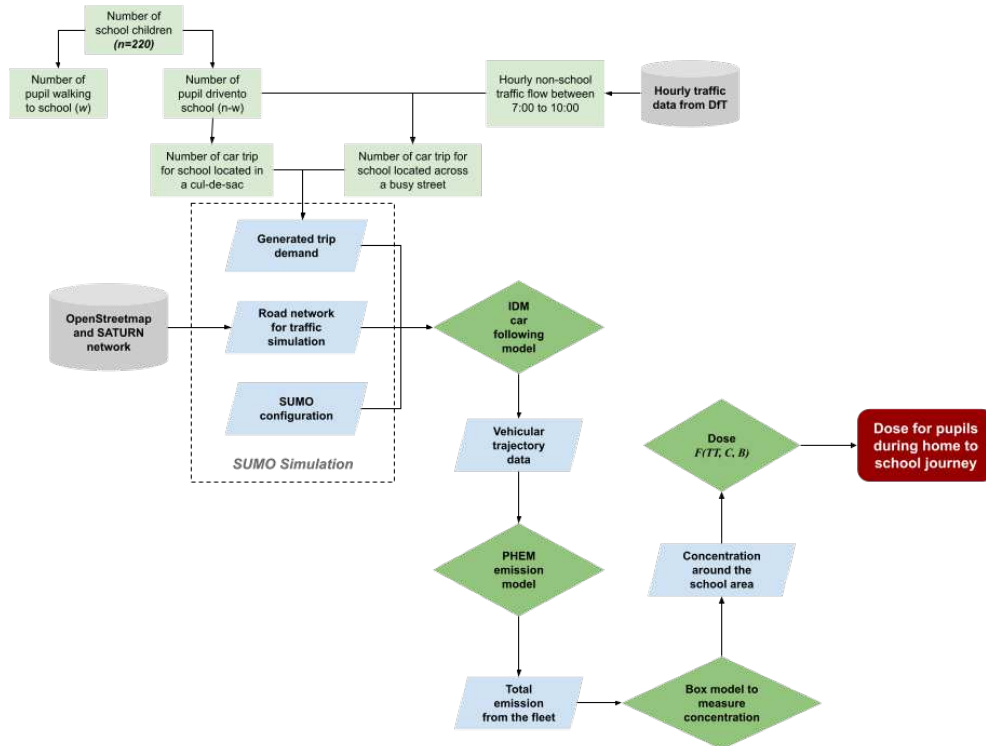 Number of
school children
(n=220)
Number of
pupil walking
to school (w)
Number of
pupil drivento
school (n-w)
Hourly non-school
traffic flow between
7:00 to 10:00
Hourly traffic
data from DfT
Number of car trip
for school located in
a cul-de-sac
Number of car trip for
school located across
a busy street
Generated trip
demand
OpenStreetmap
and SATURN
network
Road network
for traffic
simulation
IDM
car
following
model
SUMO
configuration
SUMO Simulation
Vehicular
trajectory
data
Dose
F(TT, C, B)
Dose for pupils
during home to
school journey
PHEM
emission
model
Concentration
around the
school area
Total
emission
from the fleet
Box model to
measure
concentration